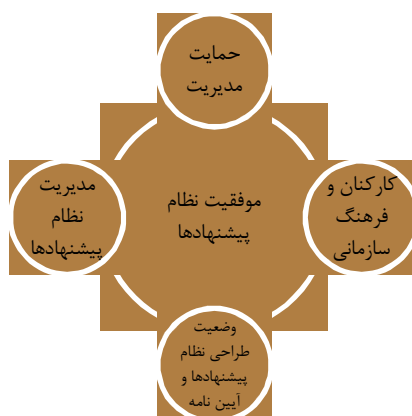 حمایت
مدیریت
کارکنان و
فرهنگ
سازمانی
موفقیت نظام
پیشنهادها
مدیریت
نظام
پیشنهادها
وضعیت
طراحی نظام
پیشنهادها و
آیین نامه